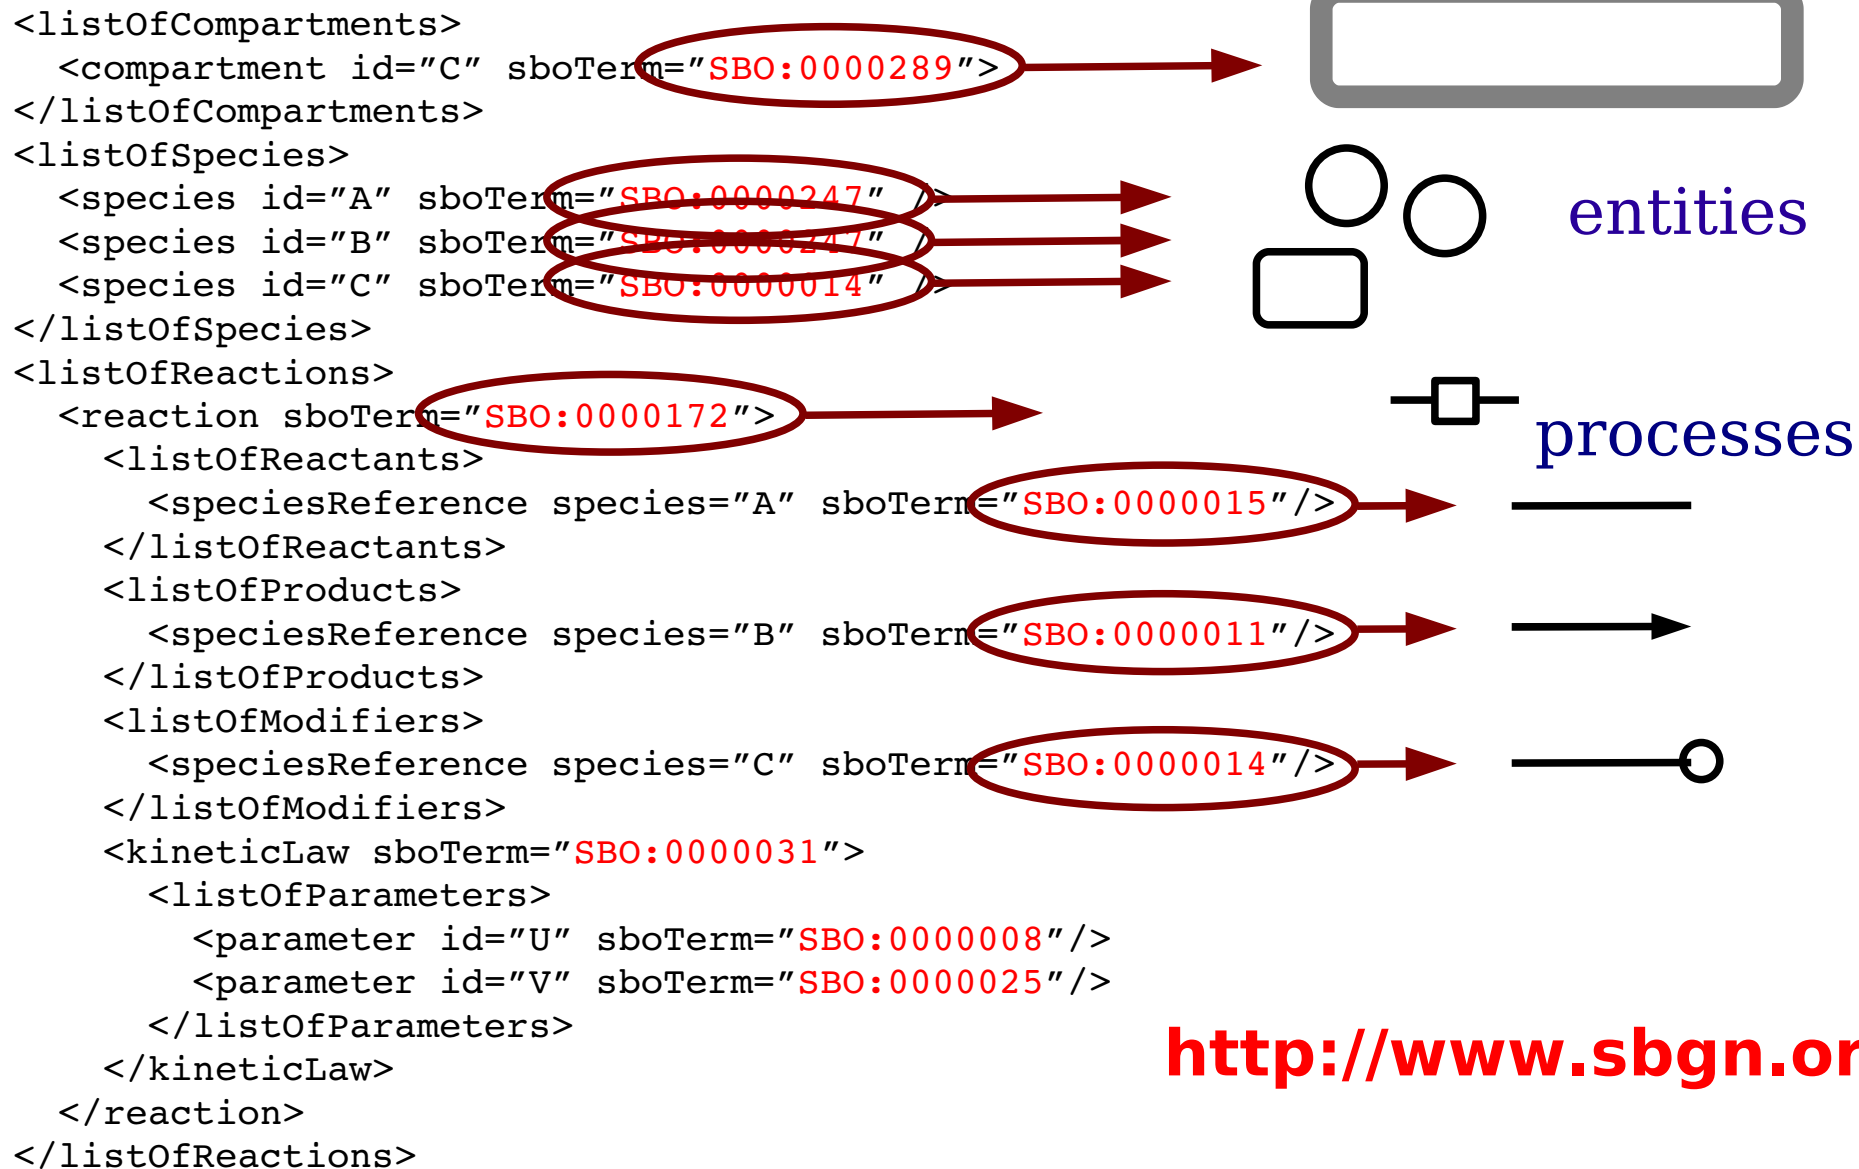 <listOfCompartments>
<compartment id="C" sboTerm="SBO:0000289">
</listOfCompartments>
<listOfSpecies>
<species id="A" sboTerm="SBO:0000247" />
<species id="B" sboTerm="SBO:0000247" />
<species id="C" sboTerm="SBO:0000014" />
</listOfSpecies>
entities
<listOfReactions>
<reaction sboTerm="SBO:0000172">
processes
<listOfReactants>
<speciesReference species="A" sboTerm="SBO:0000015"/>
</listOfReactants>
<listOfProducts>
<speciesReference species="B" sboTerm="SBO:0000011"/>
</listOfProducts>
<listOfModifiers>
<speciesReference species="C" sboTerm="SBO:0000014"/>
</listOfModifiers>
<kineticLaw sboTerm="SBO:0000031">
<listOfParameters>
<parameter id="U" sboTerm="SBO:0000008"/>
<parameter id="V" sboTerm="SBO:0000025"/>
</listOfParameters>
</kineticLaw>
</reaction>
</listOfReactions>
http://www.sbgn.or